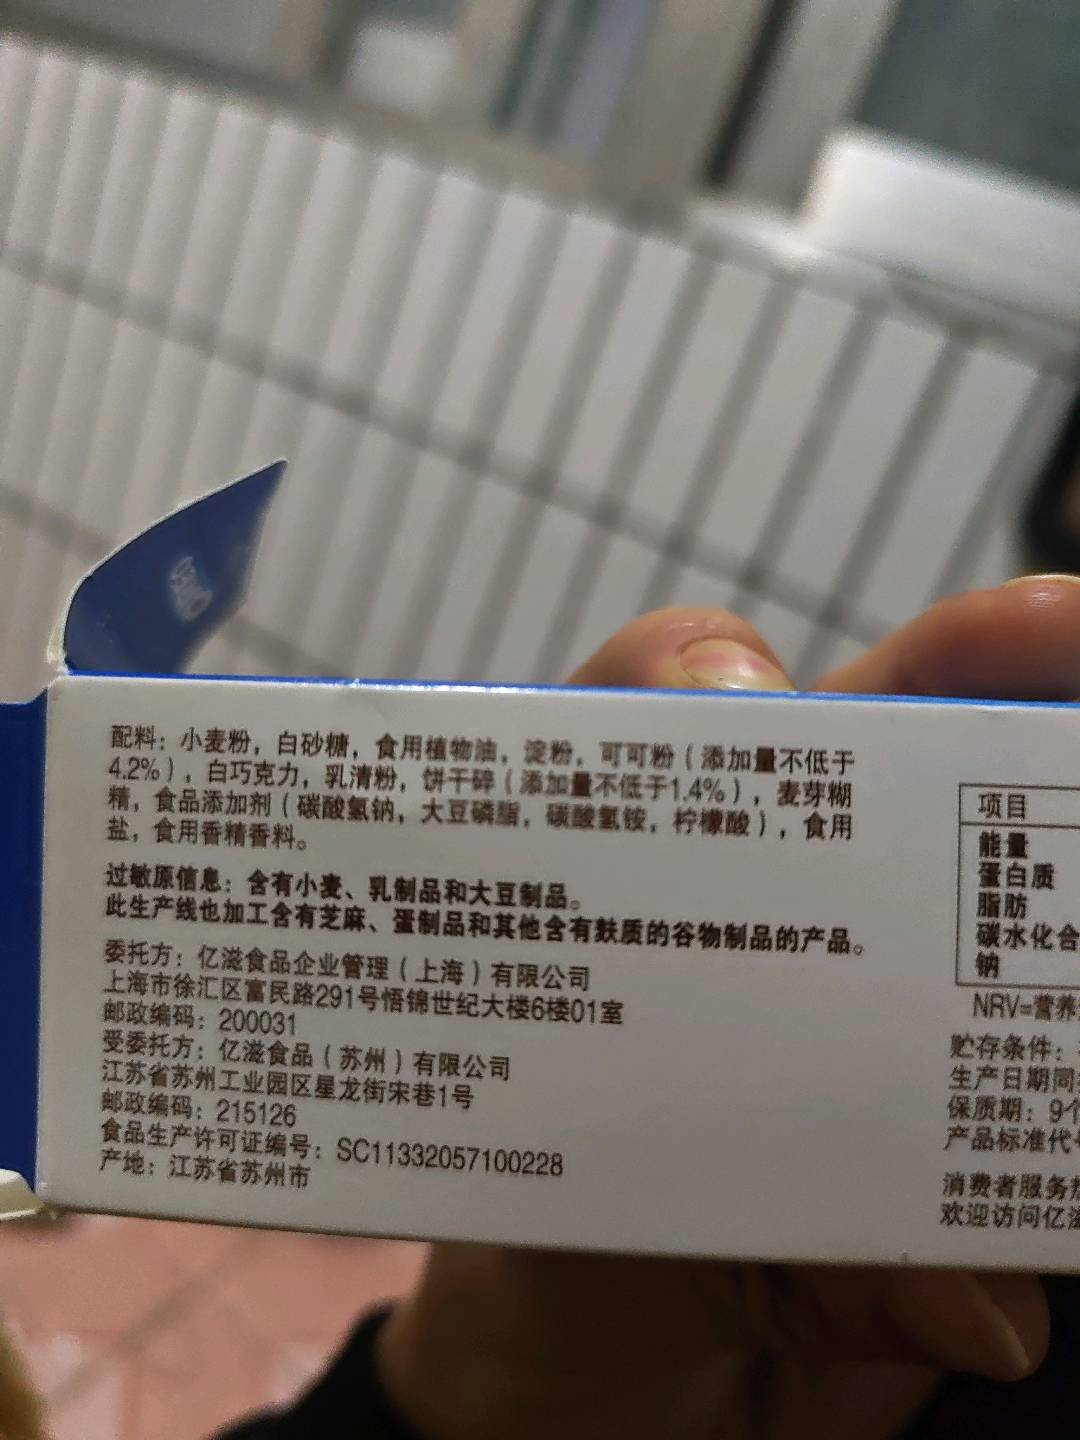 配料：小麦粉，白砂糖，食用植物油，淀粉，可可粉（添加量不低于
4.2%），白巧克力，乳清粉，饼干碎（添加量不低于1.4%），麦芽糊
精，食品添加剂（碳酸氢钠，大豆磷脂，碳酸氢铵，柠檬酸），食用
盐，食用香精香料。
过敏原信息：含有小麦、乳制品和大豆制品。
此生产线也加工含有芝麻、蛋制品和其他含有麸质的谷物制品的产品。
委托方：亿滋食品企业管理（上海）有限公司
上海市徐汇区富民路291号悟锦世纪大楼6楼01室
邮政编码：200031
受委托方：亿滋食品（苏州）有限公司
江苏省苏州工业园区星龙街宋巷1号
邮政编码：215126
食品生产许可证编号：SC11332057100228
产地：江苏省苏州市
项目
能量
蛋白质
脂肪
碳水化合
钠
NRV=营养
贮存条件：
生产日期同
保质期：9个
产品标准代
消费者服务
欢迎访问亿滋